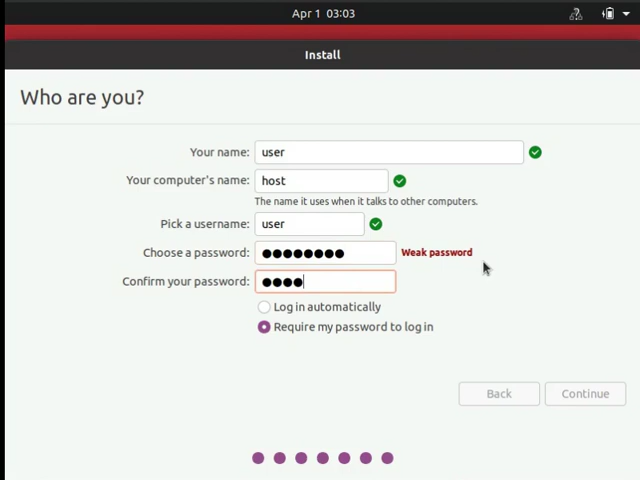 Apr 1 03:03
Install
Who are you?
Your name: user
Your computer's name: host
The name it uses when it talks to other computers.
Pick a username: user
Choose a password: ●●●●●●●● Weak password
Confirm your password: ●●●●
Log in automatically
Require my password to log in
Back Continue